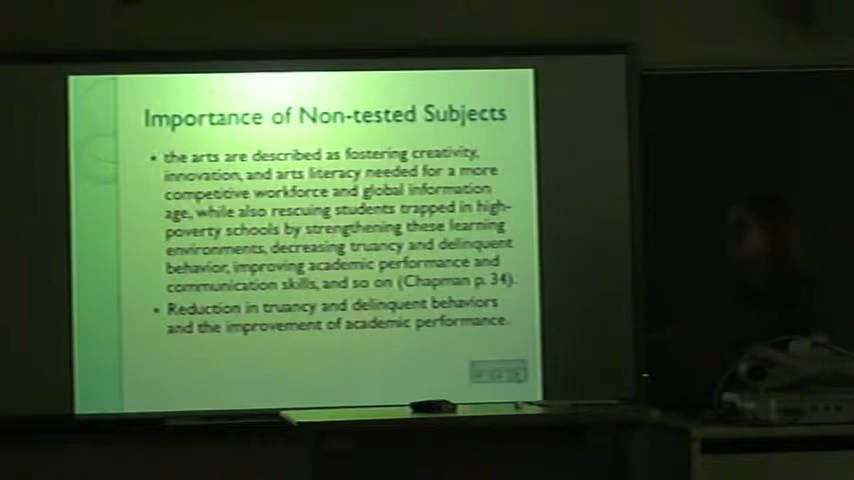 Importance of Non-tested Subjects
• the arts are described as fostering creativity,
innovation, and arts literacy needed for a more
competitive workforce and global information
age, while also rescuing students trapped in high-
poverty schools by strengthening these learning
environments, decreasing truancy and delinquent
behavior, improving academic performance and
communication skills, and so on (Chapman p. 34).
• Reduction in truancy and delinquent behaviors
and the improvement of academic performance.